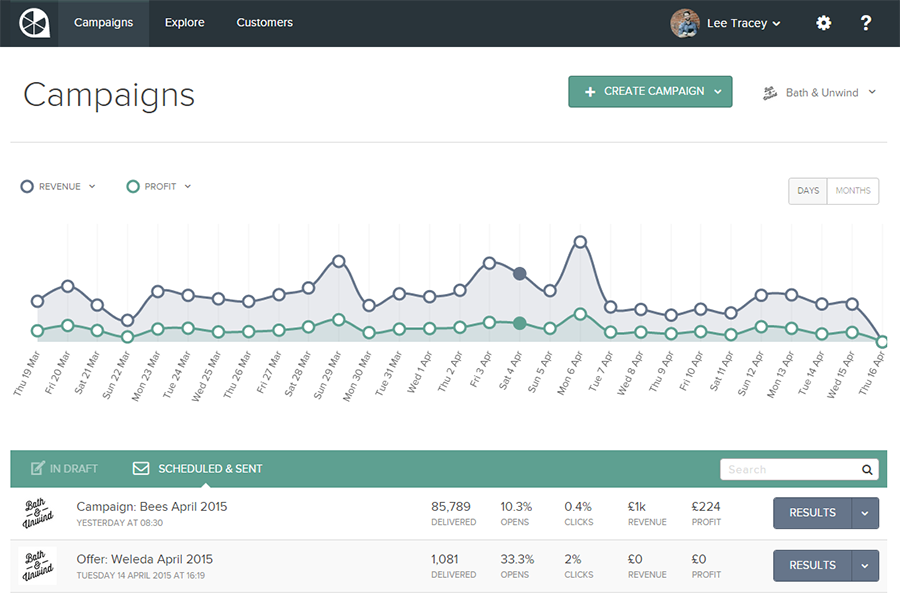 Campaigns Explore Customers Lee Tracey ?
Campaigns
+ CREATE CAMPAIGN
Bath & Unwind
REVENUE PROFIT DAYS MONTHS
Thu 19 Mar
Fri 20 Mar
Sat 21 Mar
Sun 22 Mar
Mon 23 Mar
Tue 24 Mar
Wed 25 Mar
Thu 26 Mar
Fri 27 Mar
Sat 28 Mar
Sun 29 Mar
Mon 30 Mar
Tue 31 Mar
Wed 1 Apr
Thu 2 Apr
Fri 3 Apr
Sat 4 Apr
Sun 5 Apr
Mon 6 Apr
Tue 7 Apr
Wed 8 Apr
Thu 9 Apr
Fri 10 Apr
Sat 11 Apr
Sun 12 Apr
Mon 13 Apr
Tue 14 Apr
Wed 15 Apr
Thu 16 Apr
IN DRAFT SCHEDULED & SENT Search
Bath
&
Unwind
Campaign: Bees April 2015 85,789 10.3% 0.4% £1k £224 RESULTS
YESTERDAY AT 08:30 DELIVERED OPENS CLICKS REVENUE PROFIT
Bath
&
Unwind
Offer: Weleda April 2015 1,081 33.3% 2% £0 £0 RESULTS
TUESDAY 14 APRIL 2015 AT 16:19 DELIVERED OPENS CLICKS REVENUE PROFIT